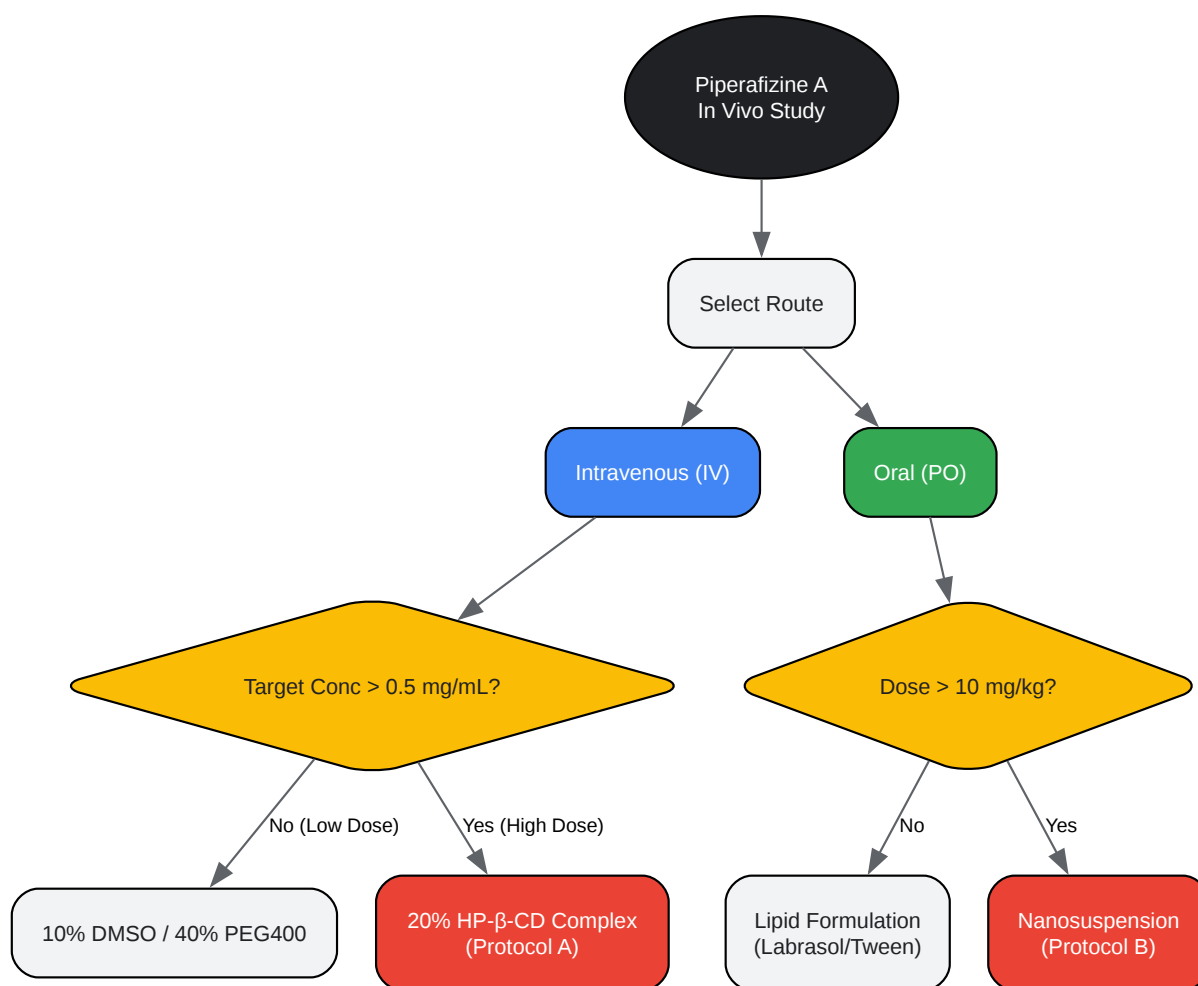 Piperafizine A
In Vivo Study
Select Route
Intravenous (IV)
Oral (PO)
Target Conc > 0.5 mg/mL?
Dose > 10 mg/kg?
No (Low Dose)
Yes (High Dose)
No
Yes
10% DMSO / 40% PEG400
20% HP-β-CD Complex
(Protocol A)
Lipid Formulation
(Labrasol/Tween)
Nanosuspension
(Protocol B)